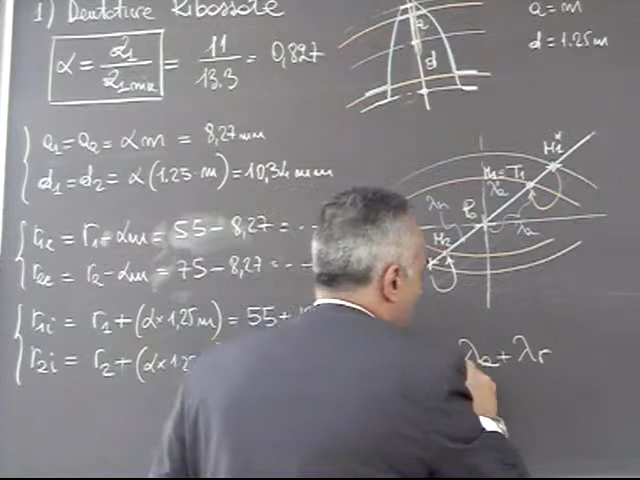 1) Dentature Ribassate
α = z1 / z1min = 11 / 13.3 = 0,827
a1 = a2 = αm = 8,27 mm
d1 = d2 = α(1.25·m) = 10,34 mm
r1e = r1 - αm = 55 - 8,27 = ...
r2e = r2 - αm = 75 - 8,27 = ...
r1i = r1 + (α×1,25m) = 55 +
r2i = r2 + (α×1.25
a
d
a = m
d = 1.25 m
H1'
H1 = T1
λa
λr
H2
λa + λr